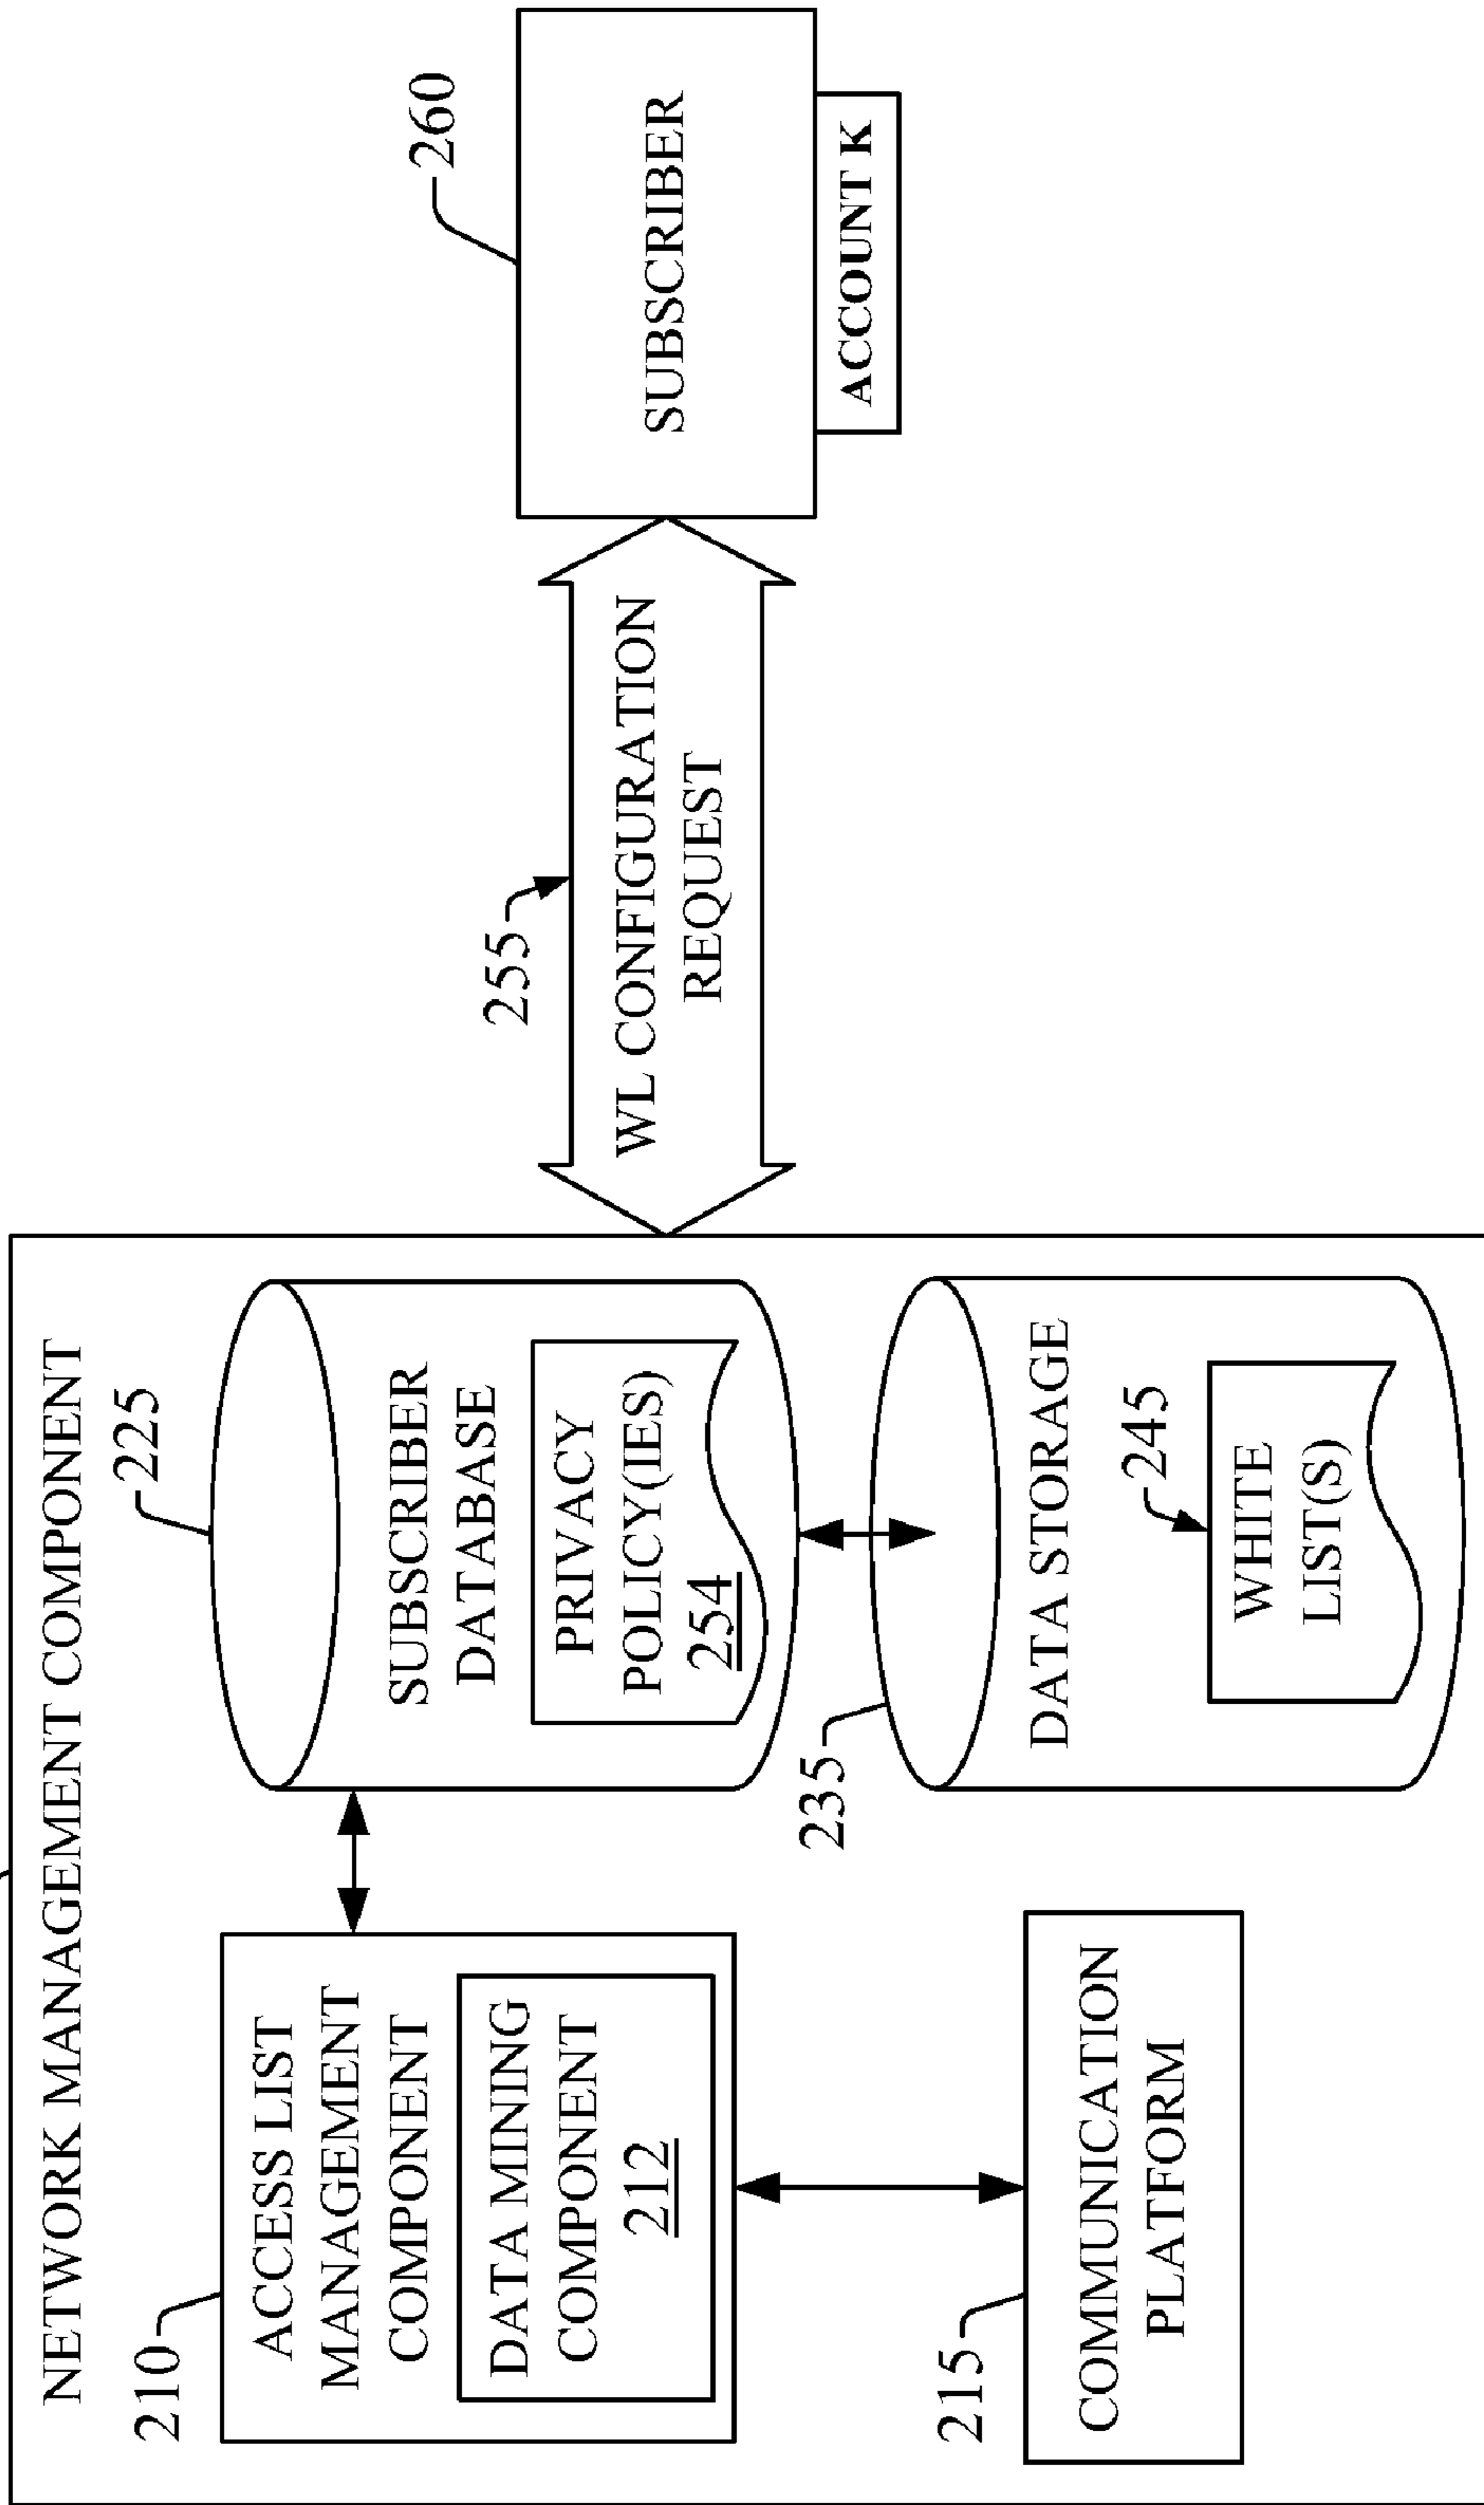 NETWORK MANAGEMENT COMPONENT
210
ACCESS LIST
MANAGEMENT
COMPONENT
DATA MINING
COMPONENT
212
215
COMMUNICATION
PLATFORM
225
SUBSCRIBER
DATABASE
PRIVACY
POLICY(IES)
254
235
DATA STORAGE
245
WHITE
LIST(S)
255
WL CONFIGURATION
REQUEST
260
SUBSCRIBER
ACCOUNT K